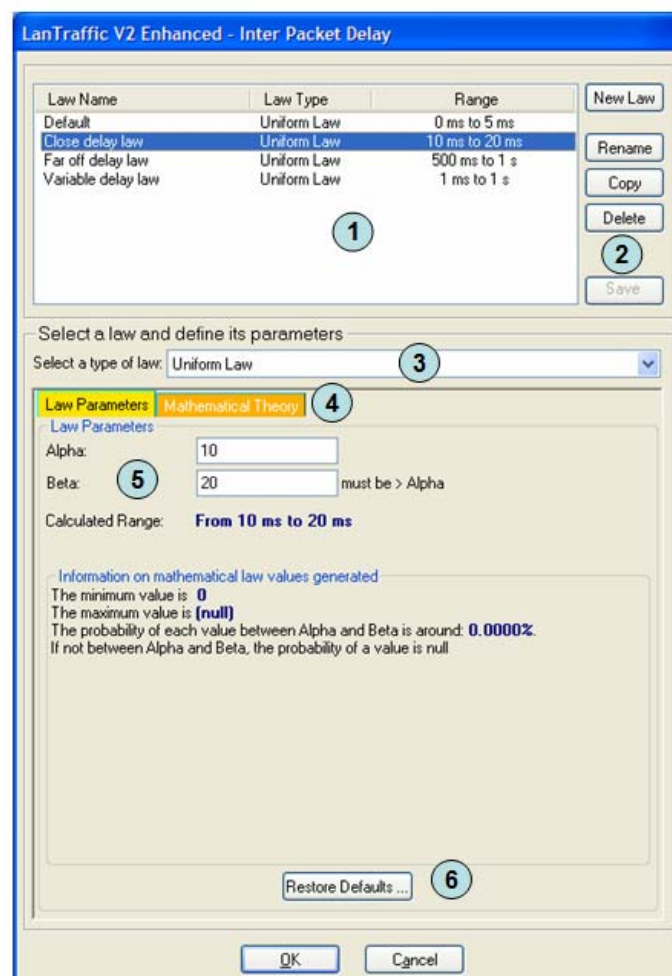 LanTraffic V2 Enhanced - Inter Packet Delay
Law Name Law Type Range
Default Uniform Law 0 ms to 5 ms
Close delay law Uniform Law 10 ms to 20 ms
Far off delay law Uniform Law 500 ms to 1 s
Variable delay law Uniform Law 1 ms to 1 s
1
New Law
Rename
Copy
Delete
2
Save
Select a law and define its parameters
Select a type of law: Uniform Law 3
Law Parameters Mathematical Theory 4
Law Parameters
Alpha: 10
Beta: 5 20 must be > Alpha
Calculated Range: From 10 ms to 20 ms
Information on mathematical law values generated
The minimum value is 0
The maximum value is (null)
The probability of each value between Alpha and Beta is around: 0.0000%.
If not between Alpha and Beta, the probability of a value is null
Restore Defaults ... 6
OK Cancel